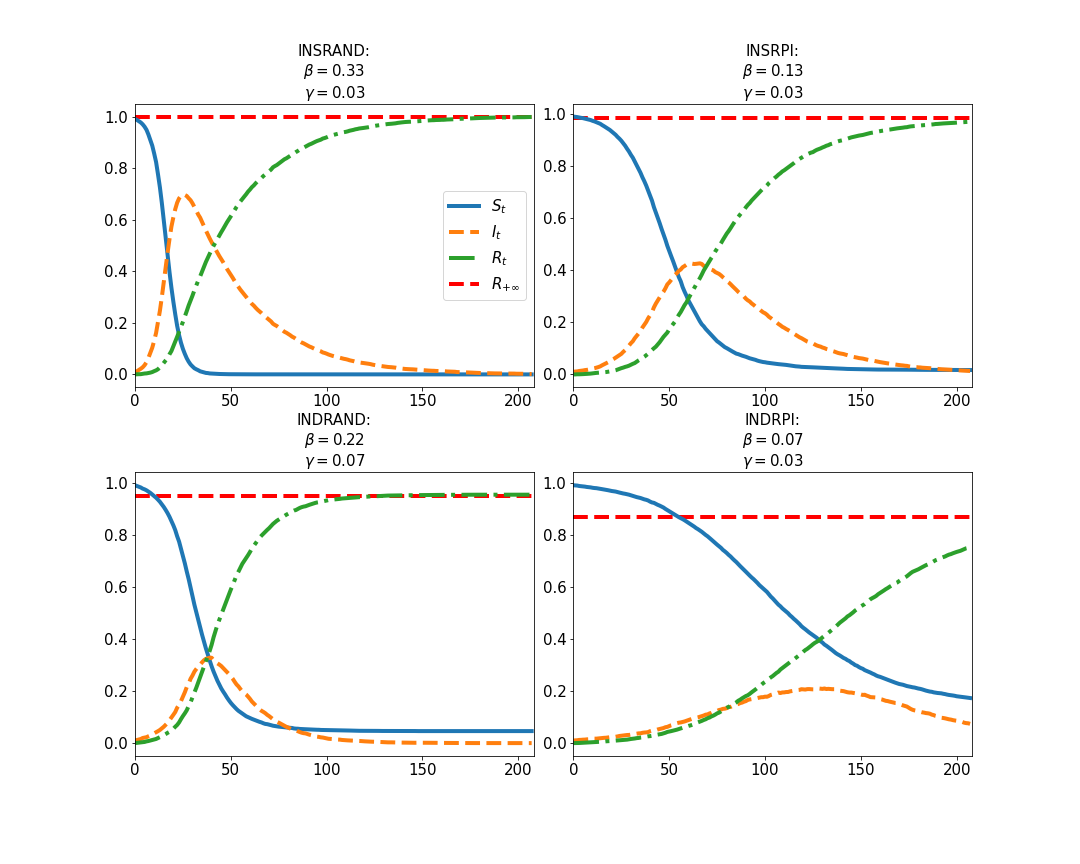 INSRAND:
β = 0.33
γ = 0.03
1.0
0.8
0.6
0.4
0.2
0.0
0 50 100 150 200
S_t
I_t
R_t
R_{+∞}
INSRPI:
β = 0.13
γ = 0.03
1.0
0.8
0.6
0.4
0.2
0.0
0 50 100 150 200
INDRAND:
β = 0.22
γ = 0.07
1.0
0.8
0.6
0.4
0.2
0.0
0 50 100 150 200
INDRPI:
β = 0.07
γ = 0.03
1.0
0.8
0.6
0.4
0.2
0.0
0 50 100 150 200